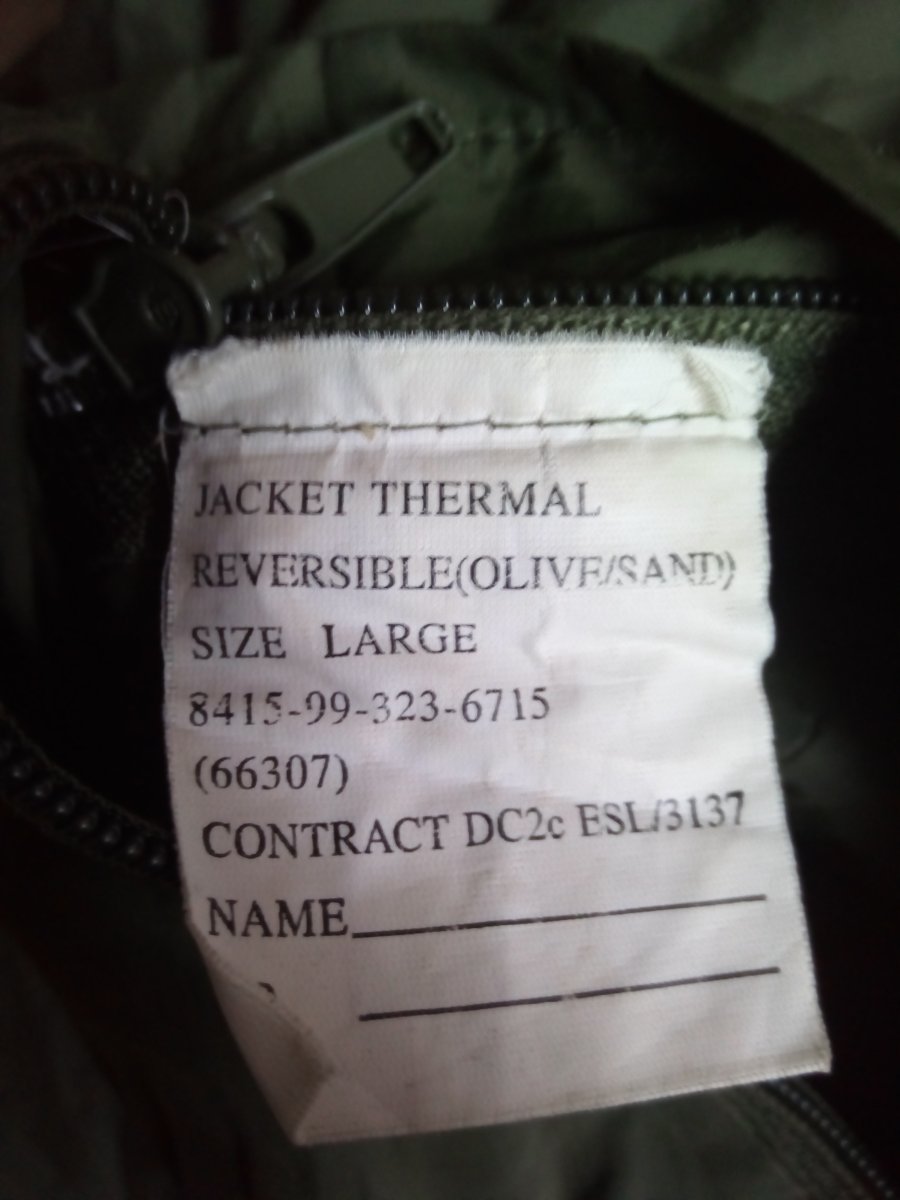 JACKET THERMAL
REVERSIBLE(OLIVE/SAND)
SIZE LARGE
8415-99-323-6715
(66307)
CONTRACT DC2c ESL/3137
NAME